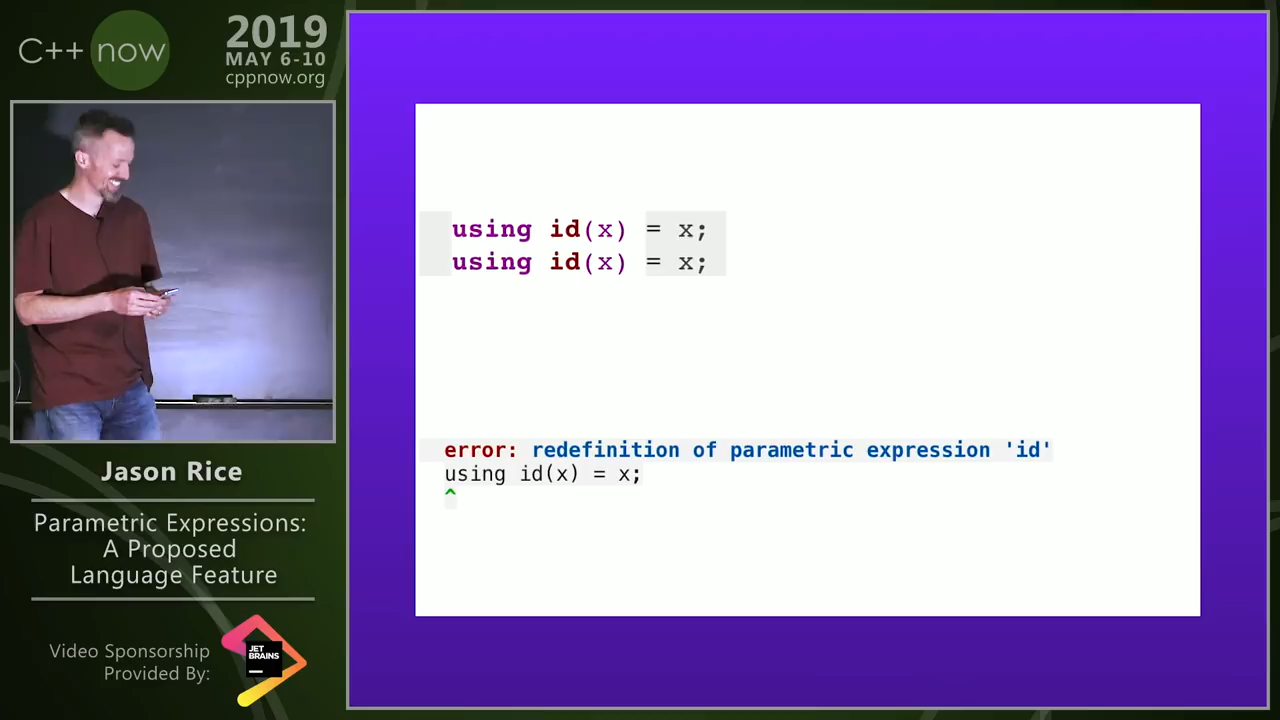 C++ now
2019
MAY 6-10
cppnow.org
using id(x) = x;
using id(x) = x;
error: redefinition of parametric expression 'id'
using id(x) = x;
^
Jason Rice
Parametric Expressions:
A Proposed
Language Feature
Video Sponsorship
Provided By:
JET
BRAINS